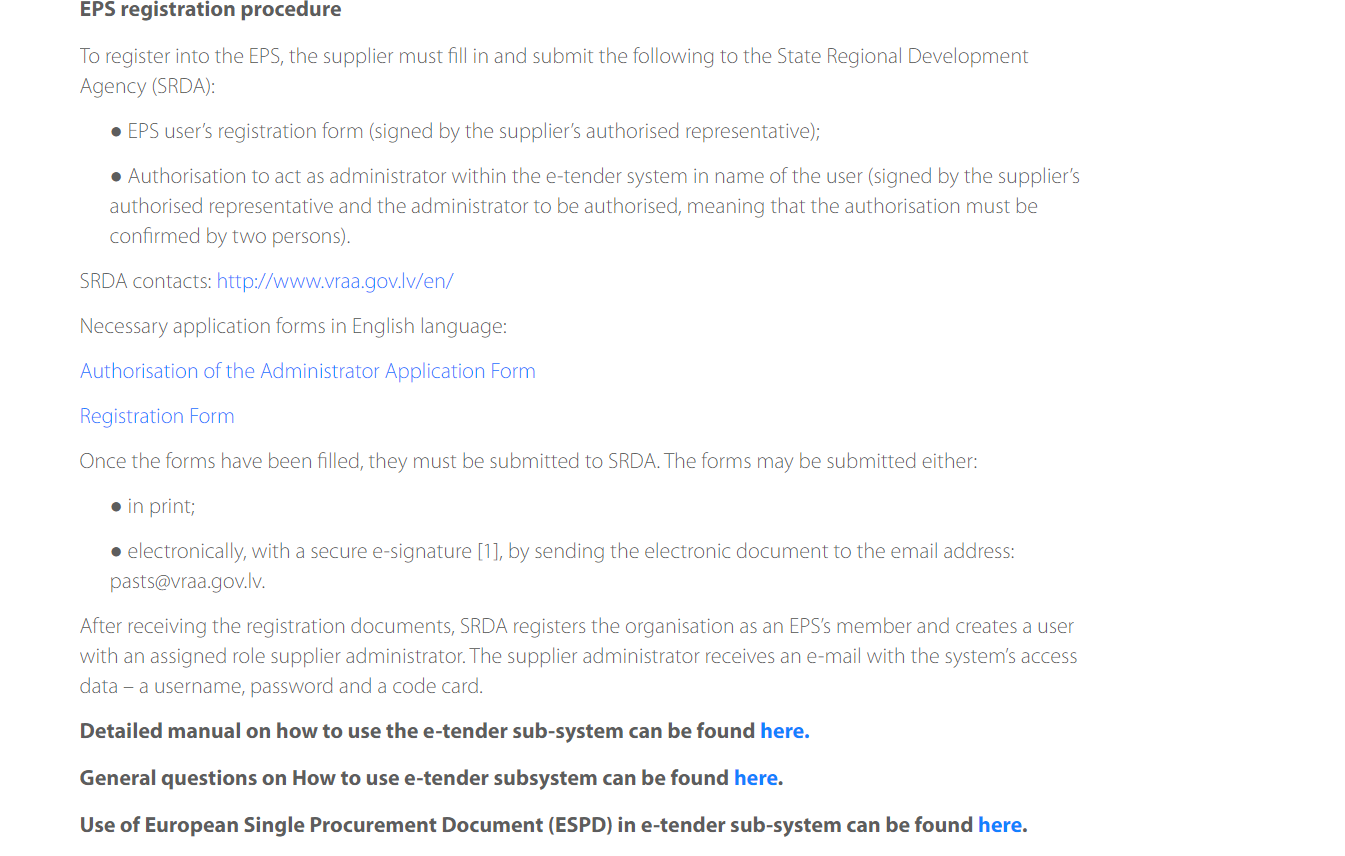 EPS registration procedure
To register into the EPS, the supplier must fill in and submit the following to the State Regional Development
Agency (SRDA):
● EPS user's registration form (signed by the supplier's authorised representative);
● Authorisation to act as administrator within the e-tender system in name of the user (signed by the supplier's
authorised representative and the administrator to be authorised, meaning that the authorisation must be
confirmed by two persons).
SRDA contacts: http://www.vraa.gov.lv/en/
Necessary application forms in English language:
Authorisation of the Administrator Application Form
Registration Form
Once the forms have been filled, they must be submitted to SRDA. The forms may be submitted either:
● in print;
● electronically, with a secure e-signature [1], by sending the electronic document to the email address:
pasts@vraa.gov.lv.
After receiving the registration documents, SRDA registers the organisation as an EPS's member and creates a user
with an assigned role supplier administrator. The supplier administrator receives an e-mail with the system's access
data – a username, password and a code card.
Detailed manual on how to use the e-tender sub-system can be found here.
General questions on How to use e-tender subsystem can be found here.
Use of European Single Procurement Document (ESPD) in e-tender sub-system can be found here.